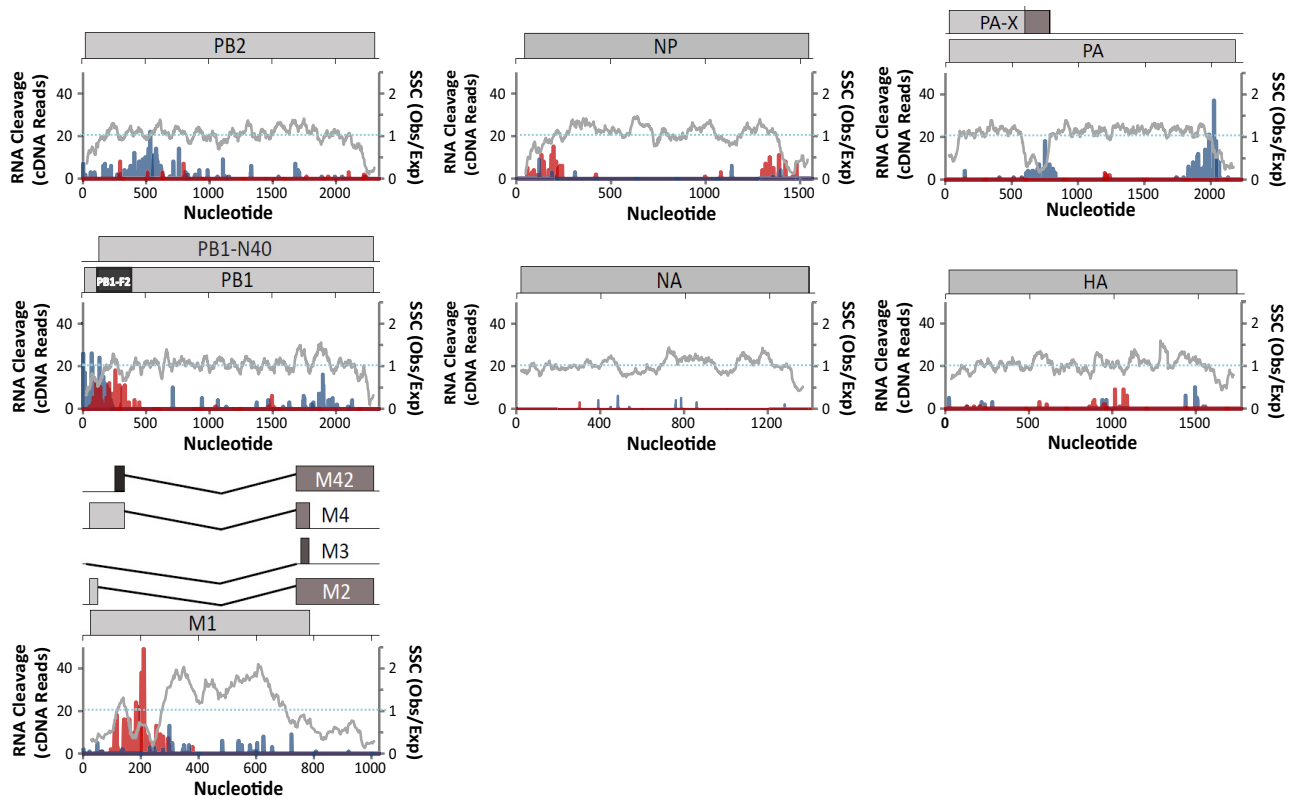 PB2
RNA Cleavage
(cDNA Reads)
40
20
0
0 500 1000 1500 2000
Nucleotide
2
1
0
SSC (Obs/Exp)
NP
RNA Cleavage
(cDNA Reads)
40
20
0
0 500 1000 1500
Nucleotide
2
1
0
SSC (Obs/Exp)
PA-X
PA
RNA Cleavage
(cDNA Reads)
40
20
0
0 500 1000 1500 2000
Nucleotide
2
1
0
SSC (Obs/Exp)
PB1-N40
PB1-F2 PB1
RNA Cleavage
(cDNA Reads)
40
20
0
0 500 1000 1500 2000
Nucleotide
2
1
0
SSC (Obs/Exp)
NA
RNA Cleavage
(cDNA Reads)
40
20
0
0 400 800 1200
Nucleotide
2
1
0
SSC (Obs/Exp)
HA
RNA Cleavage
(cDNA Reads)
40
20
0
0 500 1000 1500
Nucleotide
2
1
0
SSC (Obs/Exp)
M42
M4
M3
M2
M1
RNA Cleavage
(cDNA Reads)
40
20
0
0 200 400 600 800 1000
Nucleotide
2
1
0
SSC (Obs/Exp)